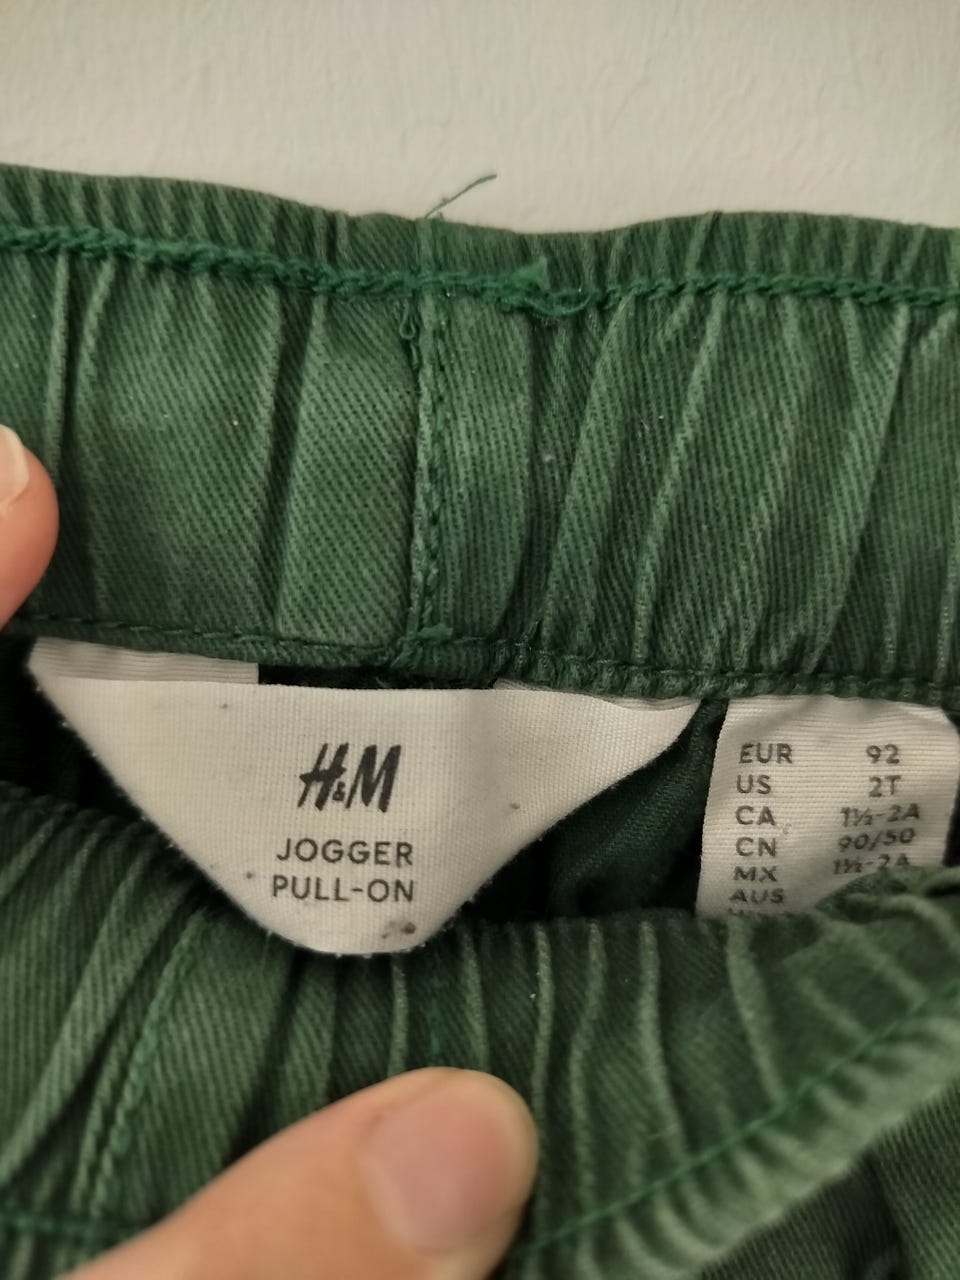 H&M
JOGGER
PULL-ON
EUR 92
US 2T
CA 1½-2A
CN 90/50
MX 1½-2A
AUS